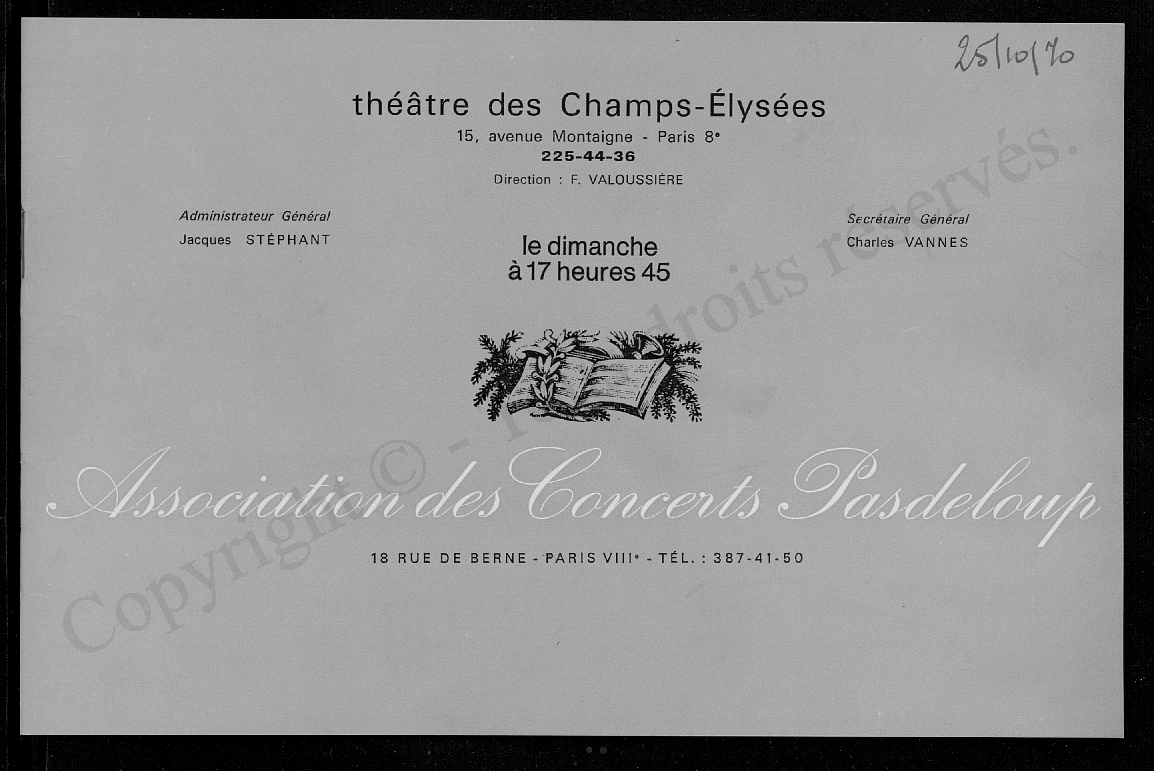 25/10/70
théâtre des Champs-Élysées
15, avenue Montaigne - Paris 8e
225-44-36
Direction : F. VALOUSSIÈRE
Administrateur Général
Jacques STÉPHANT
Secrétaire Général
Charles VANNES
le dimanche
à 17 heures 45
Association des Concerts Pasdeloup
18 RUE DE BERNE - PARIS VIIIe - TÉL. : 387-41-50
Copyright © - Tous droits réservés.